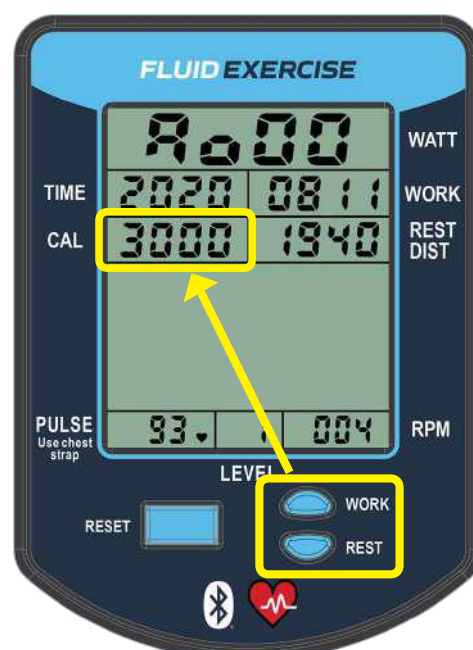 FLUID EXERCISE
Ao00 WATT
TIME 2020 0811 WORK
CAL 3000 1940 REST DIST
PULSE Use chest strap 93 1 004 RPM
LEVEL
RESET WORK
REST